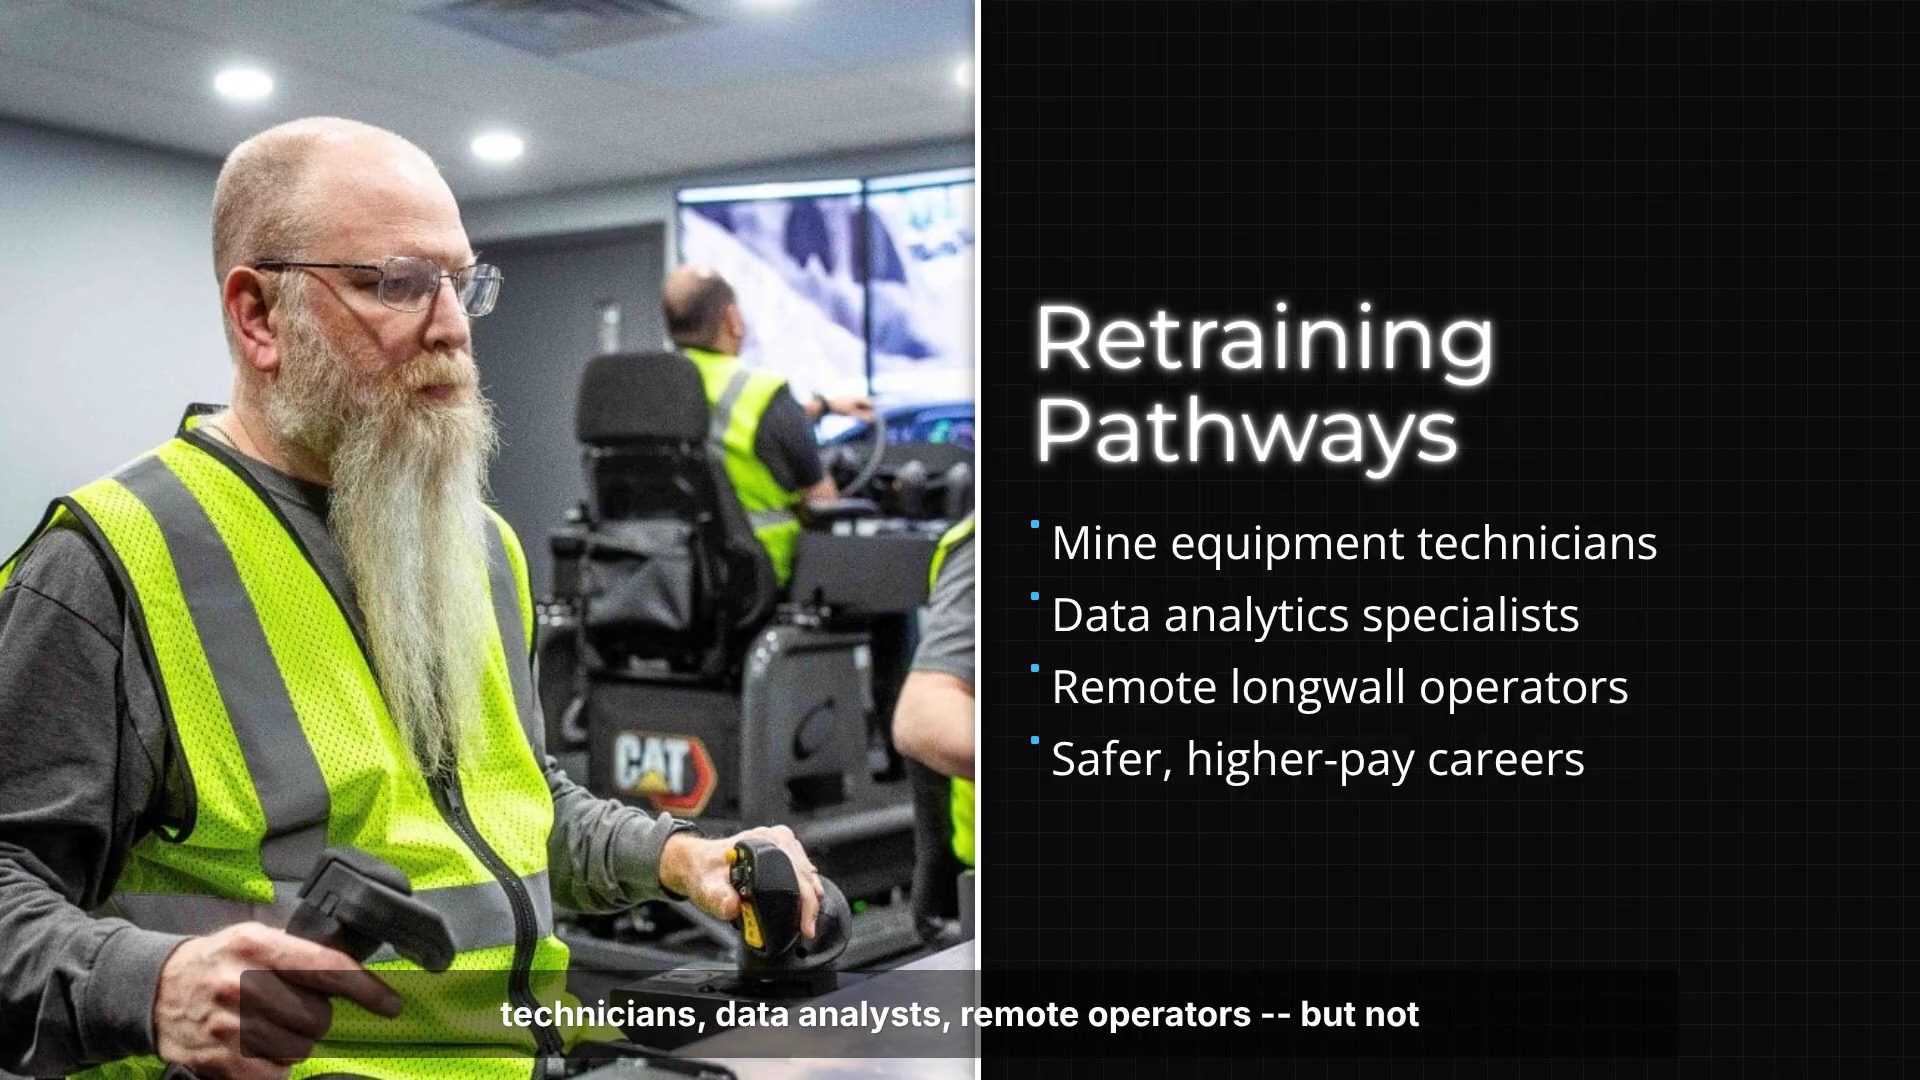 Retraining
Pathways
Mine equipment technicians
Data analytics specialists
Remote longwall operators
Safer, higher-pay careers
CAT
technicians, data analysts, remote operators -- but not